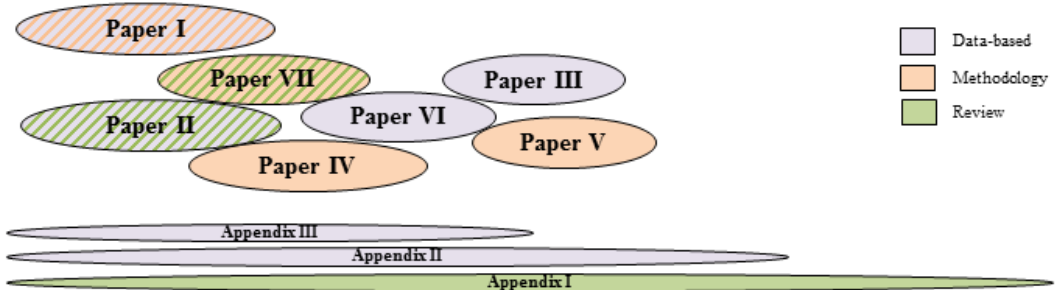 Paper I
Data-based
Paper VII
Paper III
Methodology
Paper VI
Review
Paper II
Paper V
Paper IV
Appendix III
Appendix II
Appendix I